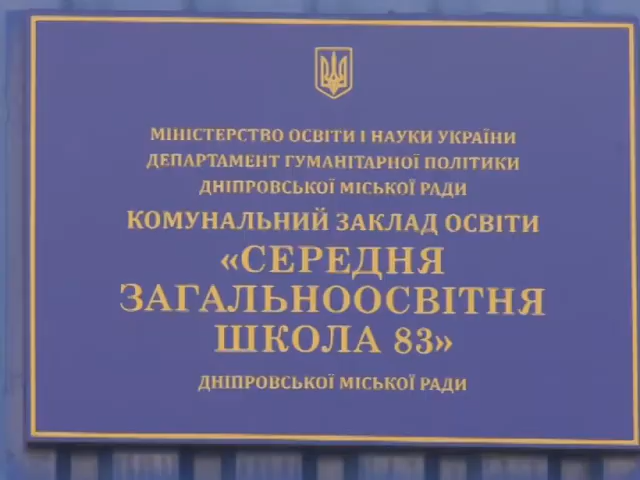 МІНІСТЕРСТВО ОСВІТИ І НАУКИ УКРАЇНИ
ДЕПАРТАМЕНТ ГУМАНІТАРНОЇ ПОЛІТИКИ
ДНІПРОВСЬКОЇ МІСЬКОЇ РАДИ
КОМУНАЛЬНИЙ ЗАКЛАД ОСВІТИ
«СЕРЕДНЯ
ЗАГАЛЬНООСВІТНЯ
ШКОЛА 83»
ДНІПРОВСЬКОЇ МІСЬКОЇ РАДИ